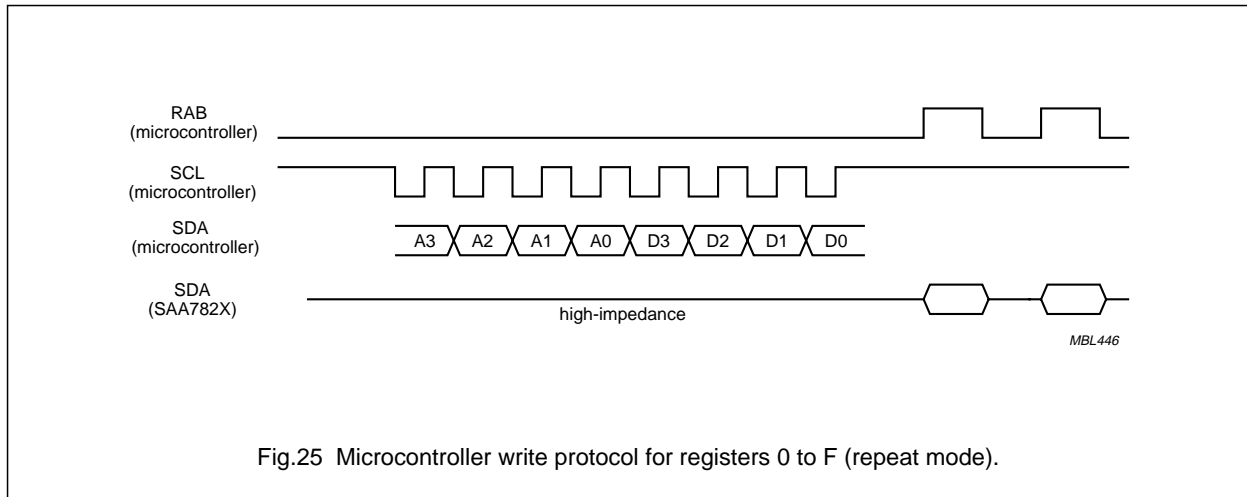 RAB
(microcontroller)
SCL
(microcontroller)
SDA
(microcontroller)
A3 A2 A1 A0 D3 D2 D1 D0
SDA
(SAA782X)
high-impedance
MBL446
Fig.25 Microcontroller write protocol for registers 0 to F (repeat mode).